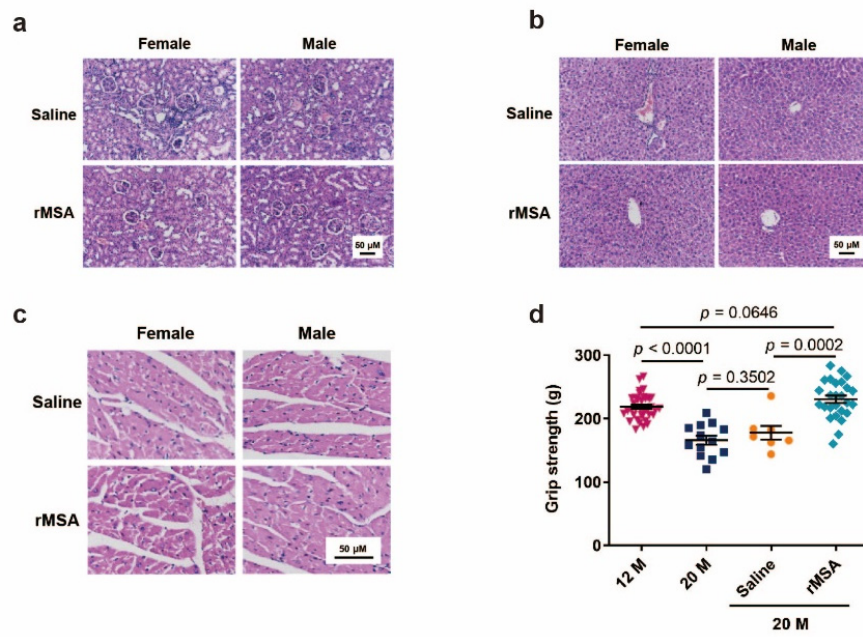 a
Female Male
Saline
rMSA
50 µM
b
Female Male
Saline
rMSA
50 µM
c
Female Male
Saline
rMSA
50 µM
d
p = 0.0646
p < 0.0001 p = 0.0002
p = 0.3502
Grip strength (g)
300
200
100
0
12 M 20 M Saline rMSA
20 M